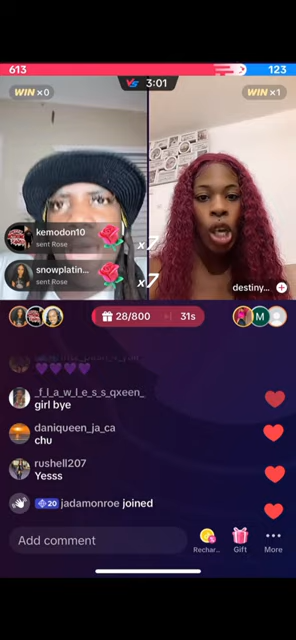 613
123
VS 3:01
WIN ×0
WIN ×1
kemodon10
sent Rose
x7
snowplatin...
sent Rose
x7
destiny...
28/800
31s
M
_f_l_a_w_l_e_s_s_qxeen_
girl bye
daniqueen_ja_ca
chu
rushell207
Yesss
20 jadamonroe joined
Add comment
Rechar...
Gift
More